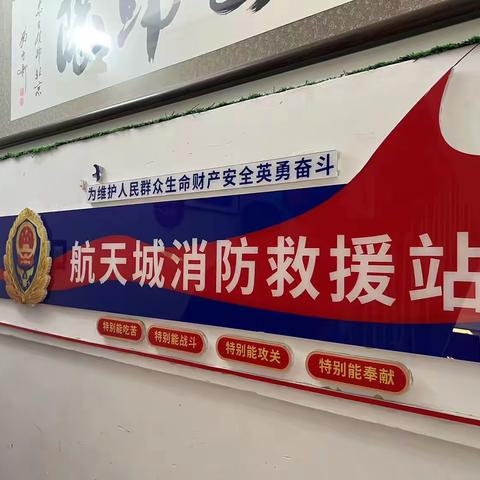 为维护人民群众生命财产安全英勇奋斗
航天城消防救援站
特别能吃苦
特别能战斗
特别能攻关
特别能奉献